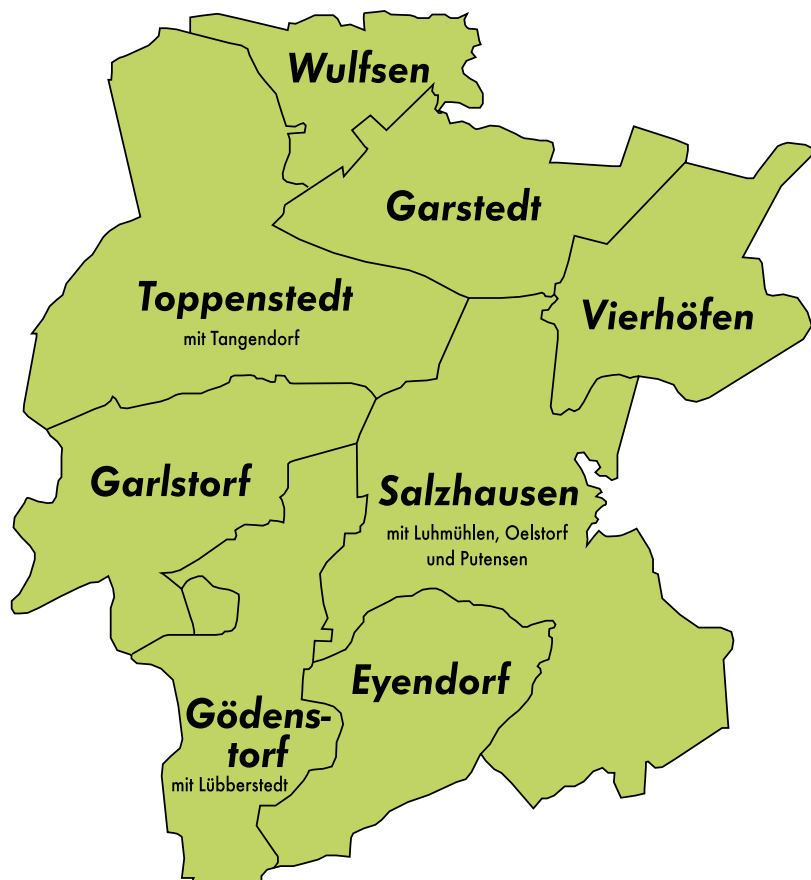 Wulfsen
Garstedt
Toppenstedt
mit Tangendorf
Vierhöfen
Garlstorf
Salzhausen
mit Luhmühlen, Oelstorf
und Putensen
Eyendorf
Gödens-
torf
mit Lübberstedt